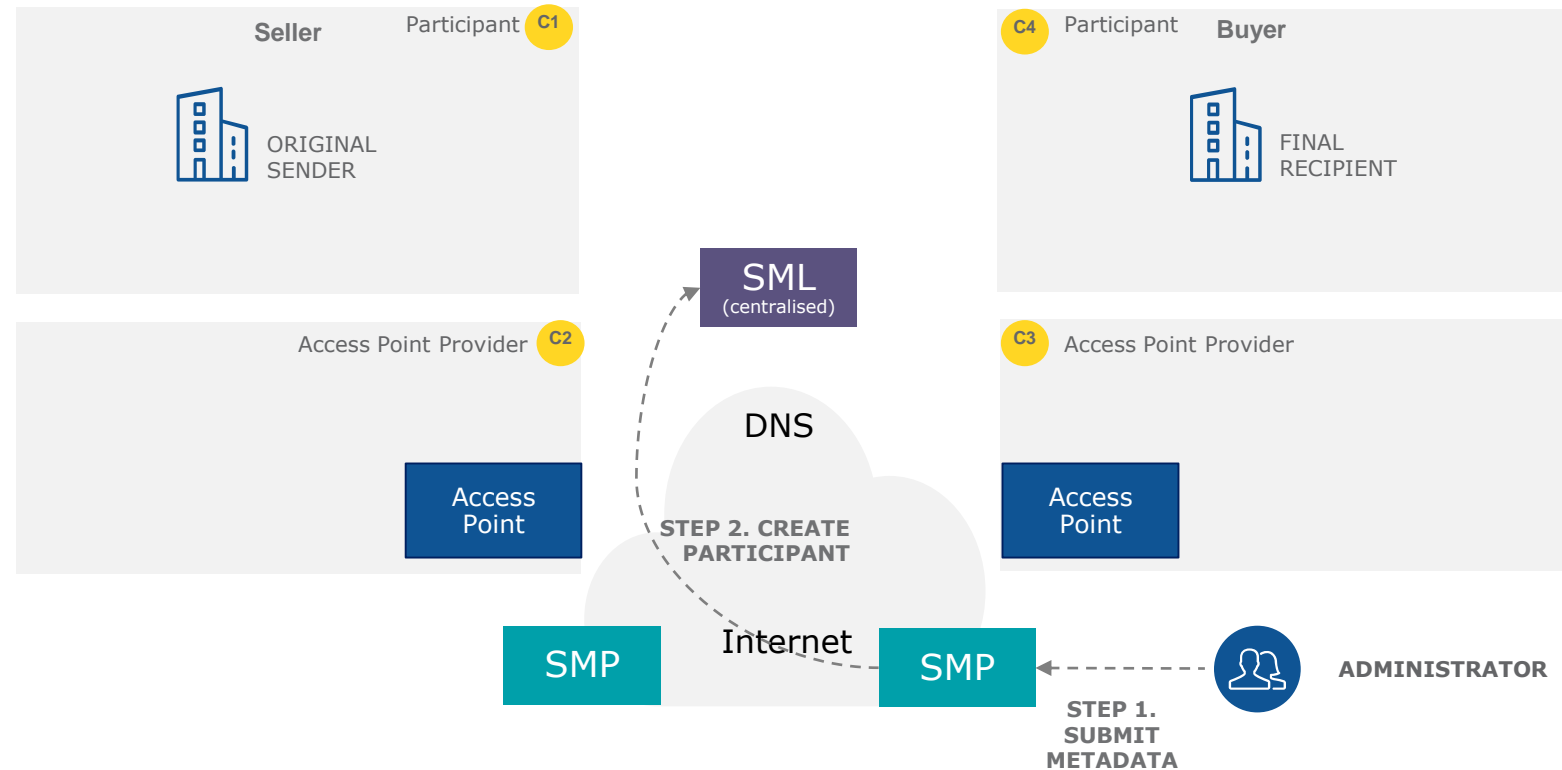 Seller
Participant
C1
C4
Participant
Buyer
ORIGINAL
SENDER
FINAL
RECIPIENT
SML
(centralised)
Access Point Provider
C2
C3
Access Point Provider
DNS
Access
Point
Access
Point
STEP 2. CREATE
PARTICIPANT
Internet
SMP
SMP
ADMINISTRATOR
STEP 1.
SUBMIT
METADATA